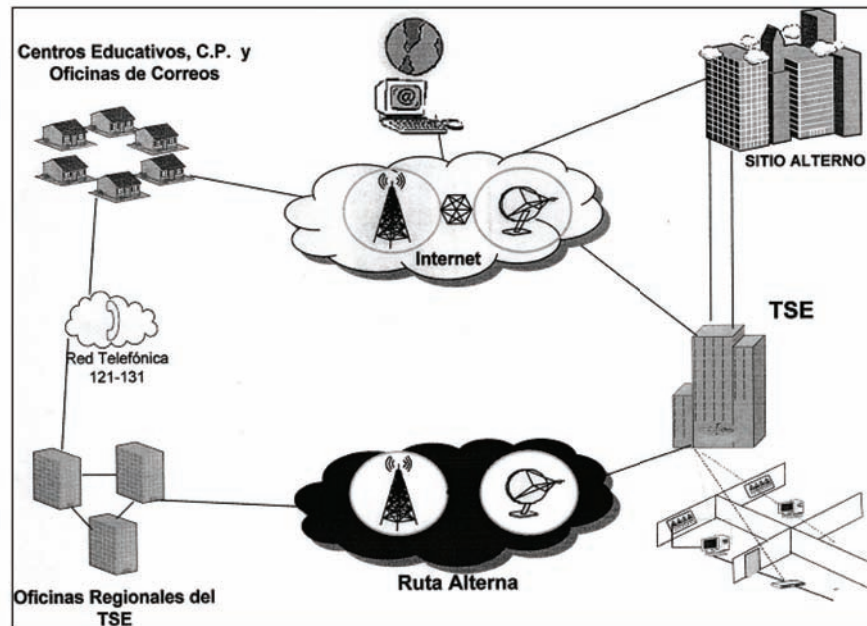 Centros Educativos, C.P. y
Oficinas de Correos
@
SITIO ALTERNO
Internet
TSE
Red Telefónica
121-131
Ruta Alterna
Oficinas Regionales del
TSE